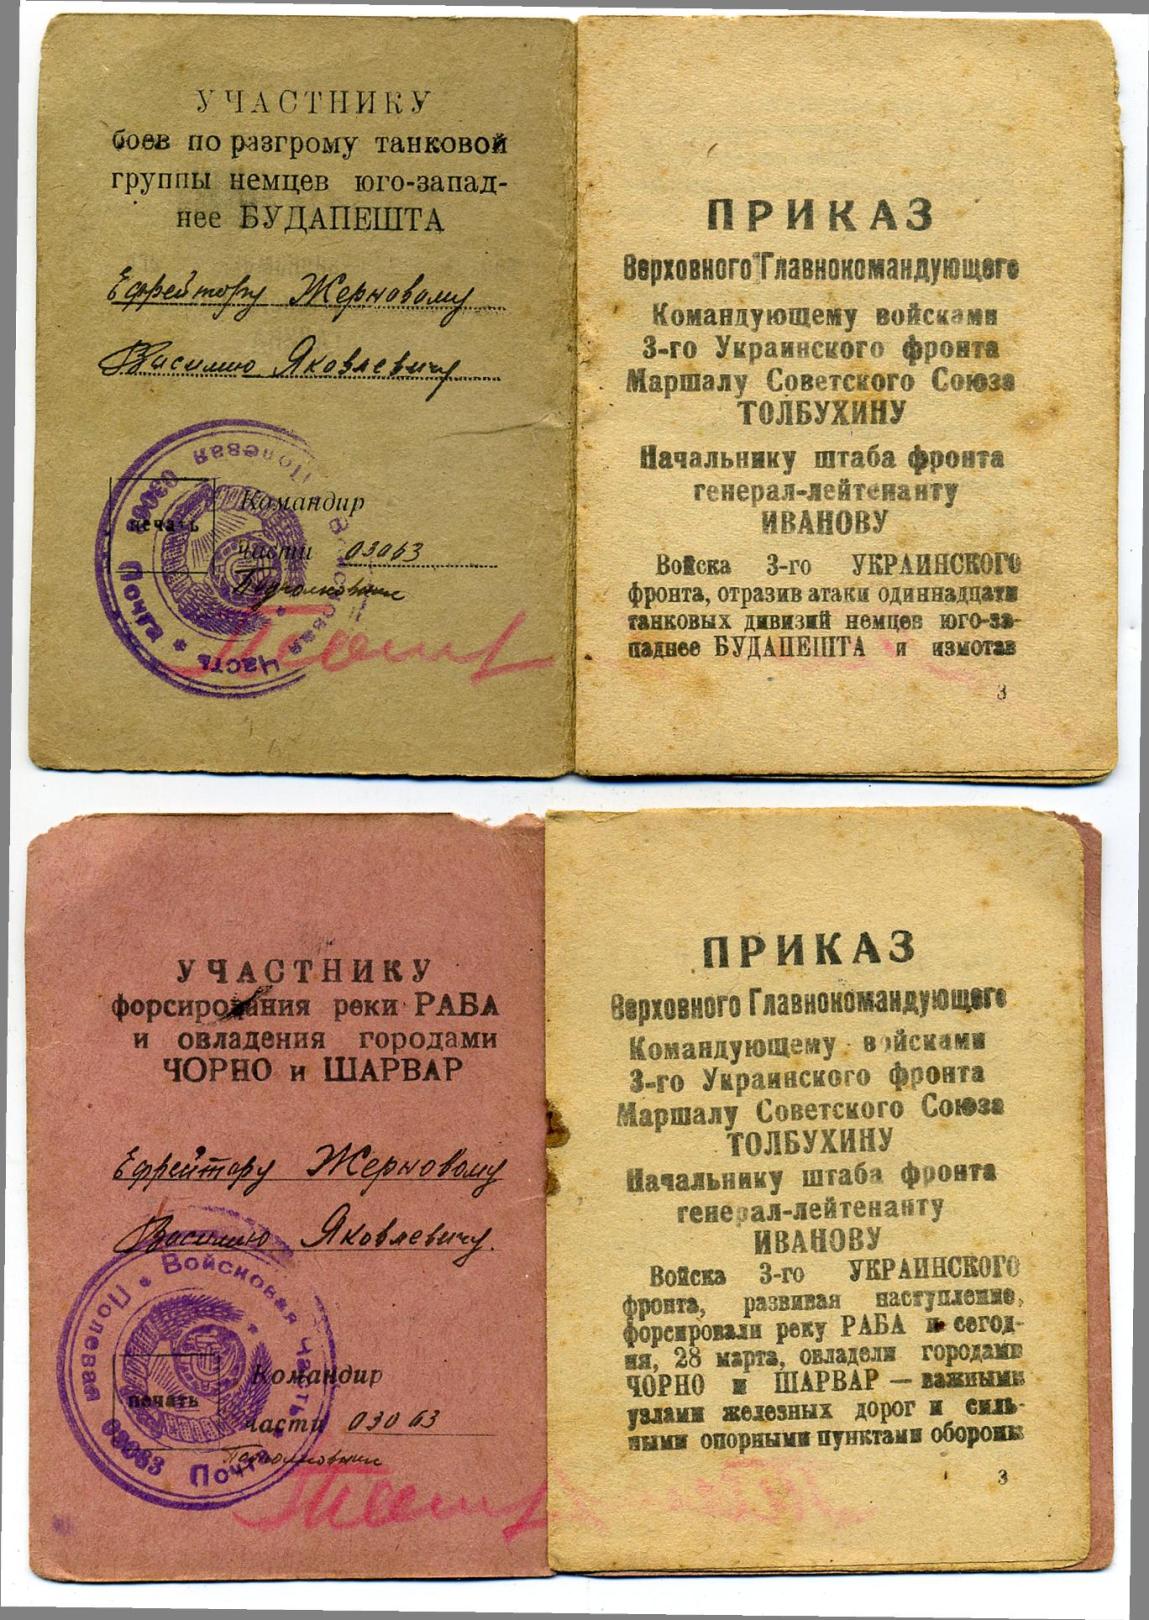 УЧАСТНИКУ
боев по разгрому танковой
группы немцев юго-запад-
нее БУДАПЕШТА
Ефрейтору Жерновому
Василию Яковлевичу
Войсковая Часть * Полевая Почта 03063 *
печать
Командир
части 03063
Подполковник
ПРИКАЗ
Верховного Главнокомандующего
Командующему войсками
3-го Украинского фронта
Маршалу Советского Союза
ТОЛБУХИНУ
Начальнику штаба фронта
генерал-лейтенанту
ИВАНОВУ
Войска 3-го УКРАИНСКОГО
фронта, отразив атаки одиннадцати
танковых дивизий немцев юго-за-
паднее БУДАПЕШТА и измотав
3
УЧАСТНИКУ
форсирования реки РАБА
и овладения городами
ЧОРНО и ШАРВАР
Ефрейтору Жерновому
Василию Яковлевичу.
Войсковая Часть * Полевая Почта 03063
печать
Командир
части 03063
Подполковник
ПРИКАЗ
Верховного Главнокомандующего
Командующему войсками
3-го Украинского фронта
Маршалу Советского Союза
ТОЛБУХИНУ
Начальнику штаба фронта
генерал-лейтенанту
ИВАНОВУ
Войска 3-го УКРАИНСКОГО
фронта, развивая наступление,
форсировали реку РАБА и сегод-
ня, 28 марта, овладели городами
ЧОРНО и ШАРВАР — важными
узлами железных дорог и силь-
ными опорными пунктами обороны
3